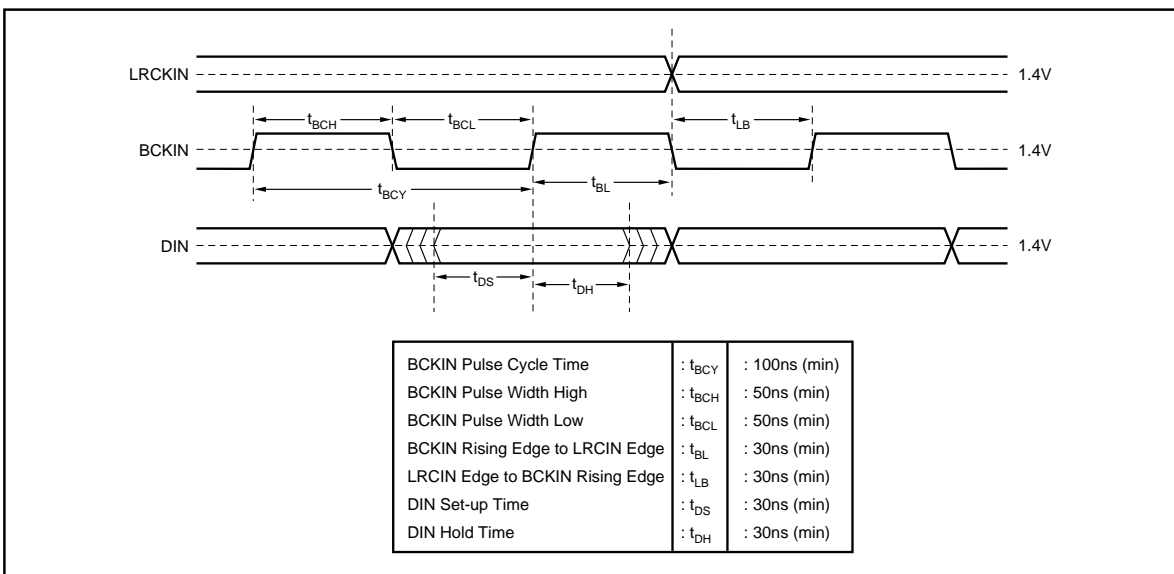 LRCKIN 1.4V
tBCH tBCL tLB
BCKIN 1.4V
tBCY tBL
DIN 1.4V
tDS tDH
BCKIN Pulse Cycle Time : tBCY : 100ns (min)
BCKIN Pulse Width High : tBCH : 50ns (min)
BCKIN Pulse Width Low : tBCL : 50ns (min)
BCKIN Rising Edge to LRCIN Edge : tBL : 30ns (min)
LRCIN Edge to BCKIN Rising Edge : tLB : 30ns (min)
DIN Set-up Time : tDS : 30ns (min)
DIN Hold Time : tDH : 30ns (min)